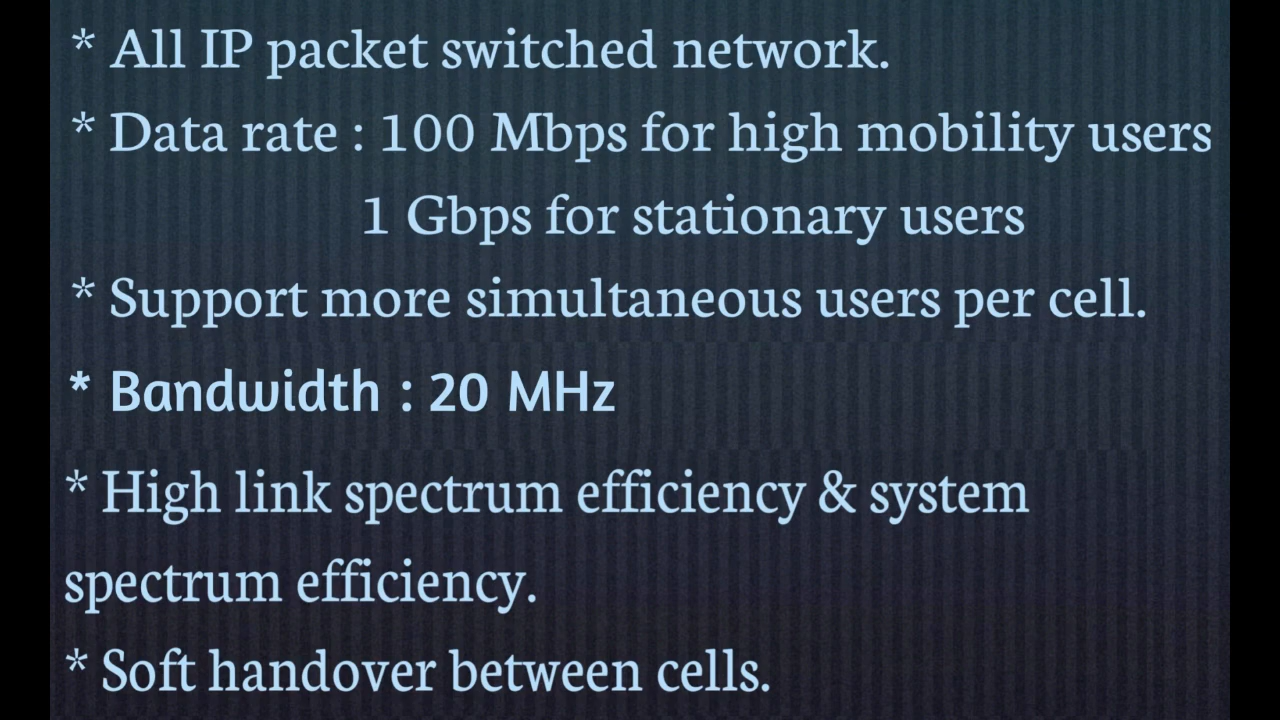 * All IP packet switched network.
* Data rate : 100 Mbps for high mobility users
1 Gbps for stationary users
* Support more simultaneous users per cell.
* Bandwidth : 20 MHz
* High link spectrum efficiency & system
spectrum efficiency.
* Soft handover between cells.